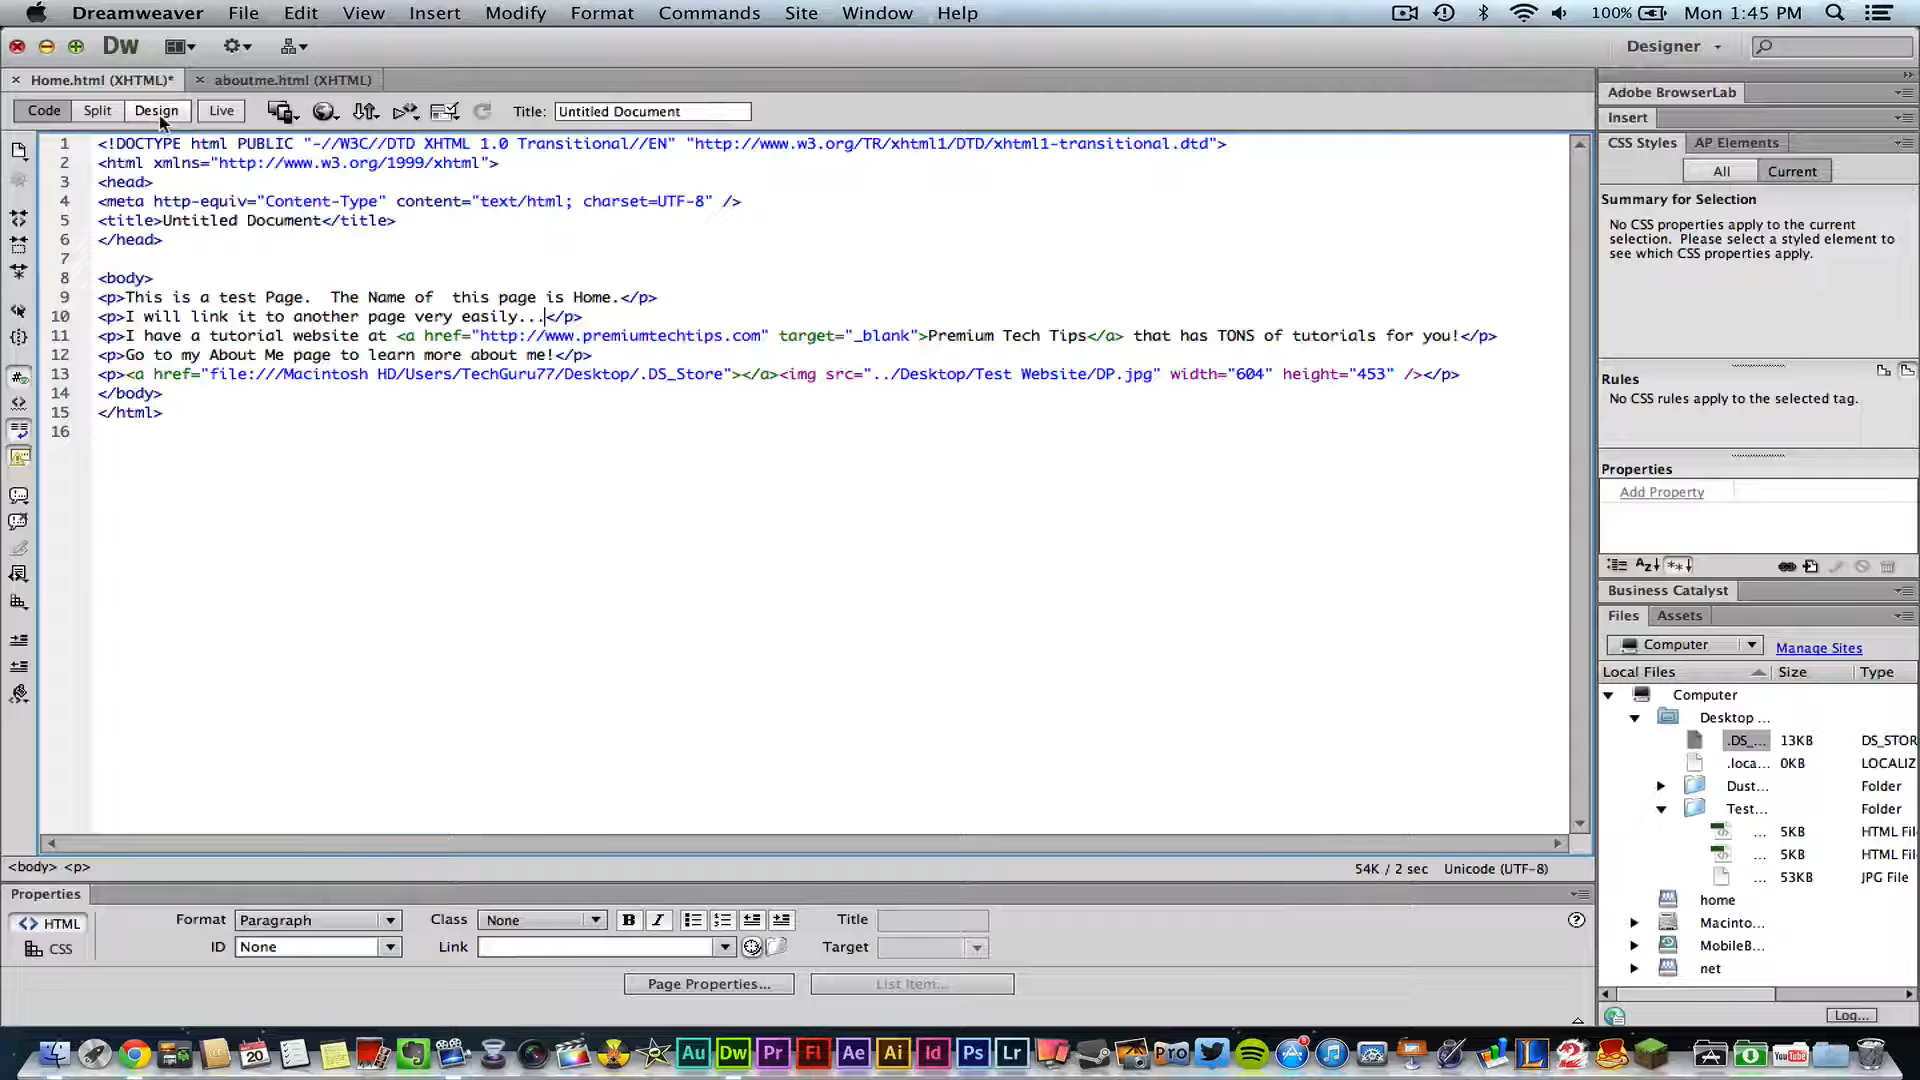 Dreamweaver File Edit View Insert Modify Format Commands Site Window Help 100% Mon 1:45 PM
Dw Designer
Home.html (XHTML)* aboutme.html (XHTML)
Code Split Design Live Title: Untitled Document
1 <!DOCTYPE html PUBLIC "-//W3C//DTD XHTML 1.0 Transitional//EN" "http://www.w3.org/TR/xhtml1/DTD/xhtml1-transitional.dtd">
2 <html xmlns="http://www.w3.org/1999/xhtml">
3 <head>
4 <meta http-equiv="Content-Type" content="text/html; charset=UTF-8" />
5 <title>Untitled Document</title>
6 </head>
7
8 <body>
9 <p>This is a test Page.  The Name of  this page is Home.</p>
10 <p>I will link it to another page very easily...</p>
11 <p>I have a tutorial website at <a href="http://www.premiumtechtips.com" target="_blank">Premium Tech Tips</a> that has TONS of tutorials for you!</p>
12 <p>Go to my About Me page to learn more about me!</p>
13 <p><a href="file:///Macintosh HD/Users/TechGuru77/Desktop/.DS_Store"></a><img src="../Desktop/Test Website/DP.jpg" width="604" height="453" /></p>
14 </body>
15 </html>
16
<body> <p> 54K / 2 sec Unicode (UTF-8)
Properties
<> HTML Format Paragraph Class None B I Title
CSS ID None Link Target
Page Properties... List Item...
Adobe BrowserLab
Insert
CSS Styles AP Elements
All Current
Summary for Selection
No CSS properties apply to the current
selection. Please select a styled element to
see which CSS properties apply.
Rules
No CSS rules apply to the selected tag.
Properties
Add Property
Business Catalyst
Files Assets
Computer Manage Sites
Local Files Size Type
Computer
Desktop ...
.DS_... 13KB DS_STOR
.loca... 0KB LOCALIZ
Dust... Folder
Test... Folder
... 5KB HTML Fil
... 5KB HTML Fil
... 53KB JPG File
home
Macinto...
MobileB...
net
Log...
20 Au Dw Pr Fl Ae Ai Id Ps Lr Pro L 2 YouTube